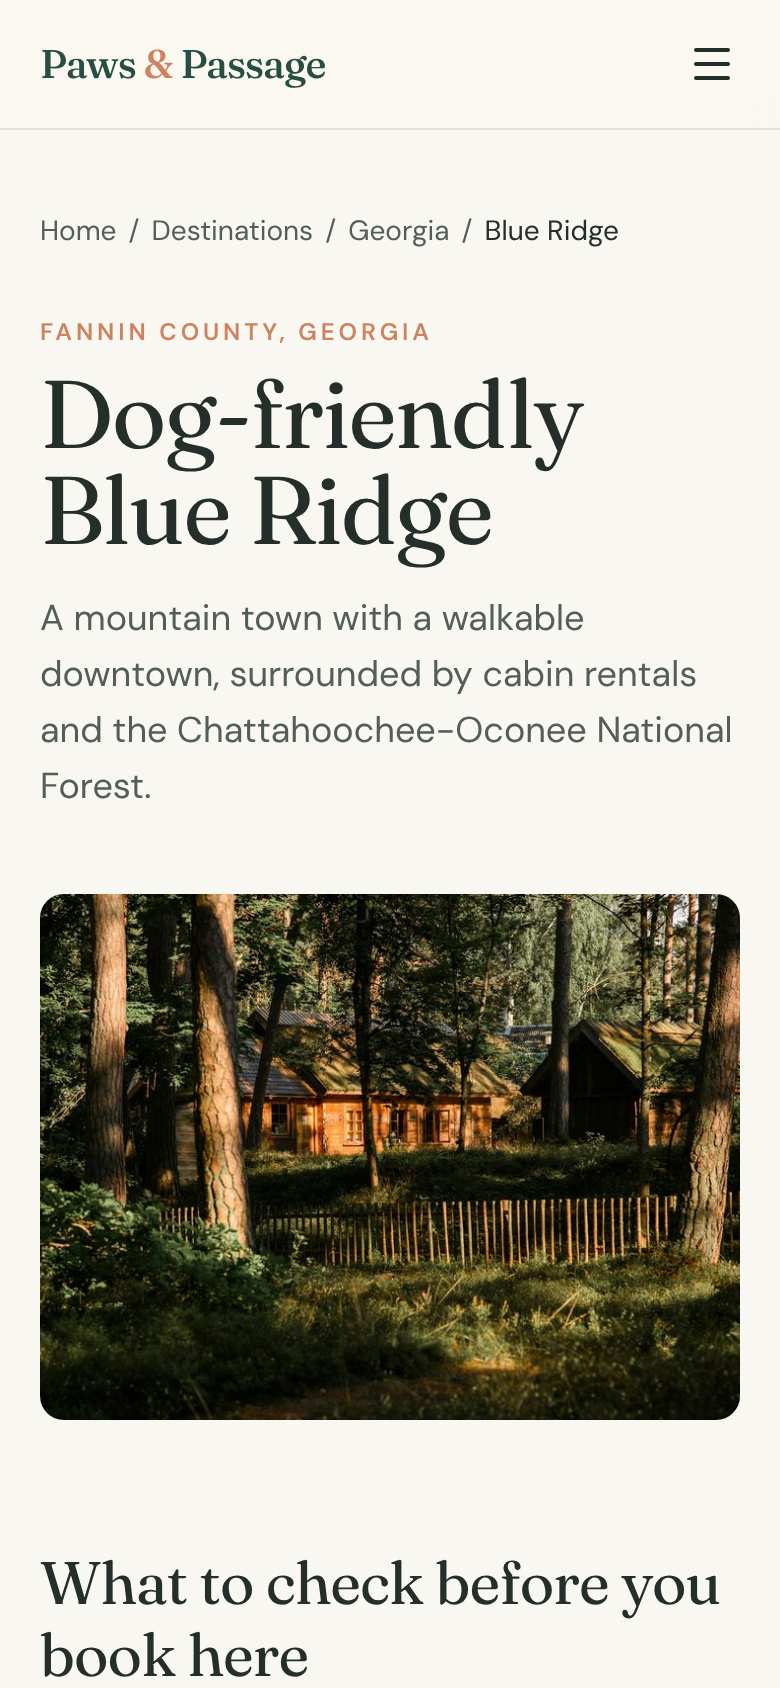 Paws & Passage
Home / Destinations / Georgia / Blue Ridge
FANNIN COUNTY, GEORGIA
Dog-friendly
Blue Ridge
A mountain town with a walkable
downtown, surrounded by cabin rentals
and the Chattahoochee-Oconee National
Forest.
What to check before you
book here